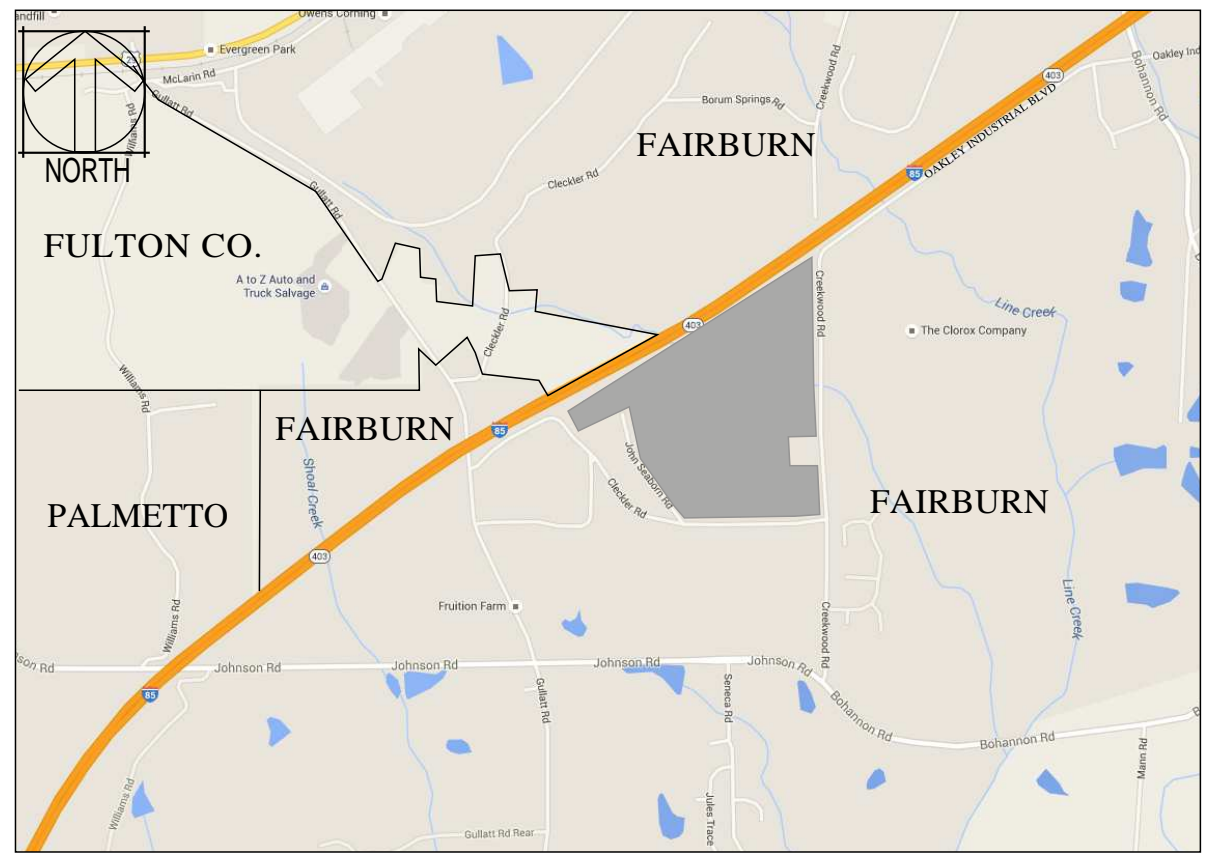 andfill
Owens Corning
Evergreen Park
29
McLarin Rd
Gullatt Rd
Williams Rd
NORTH
403
Oakley Ind
Bohannon Rd
Creekwood Rd
Borum Springs Rd
FAIRBURN
OAKLEY INDUSTRIAL BLVD
85
Cleckler Rd
Gullatt Rd
FULTON CO.
A to Z Auto and
Truck Salvage
Creekwood Rd
Line Creek
The Clorox Company
403
Cleckler Rd
Williams Rd
FAIRBURN
85
John Seaborn Rd
Cleckler Rd
Shoal Creek
PALMETTO
FAIRBURN
403
Line Creek
Fruition Farm
Williams Rd
Creekwood Rd
son Rd
Johnson Rd
Johnson Rd
Johnson Rd
Johnson Rd
85
Gullatt Rd
Seneca Rd
Bohannon Rd
Bohannon Rd
B
Mann Rd
Williams Rd
Jules Trace
Gullatt Rd Rear